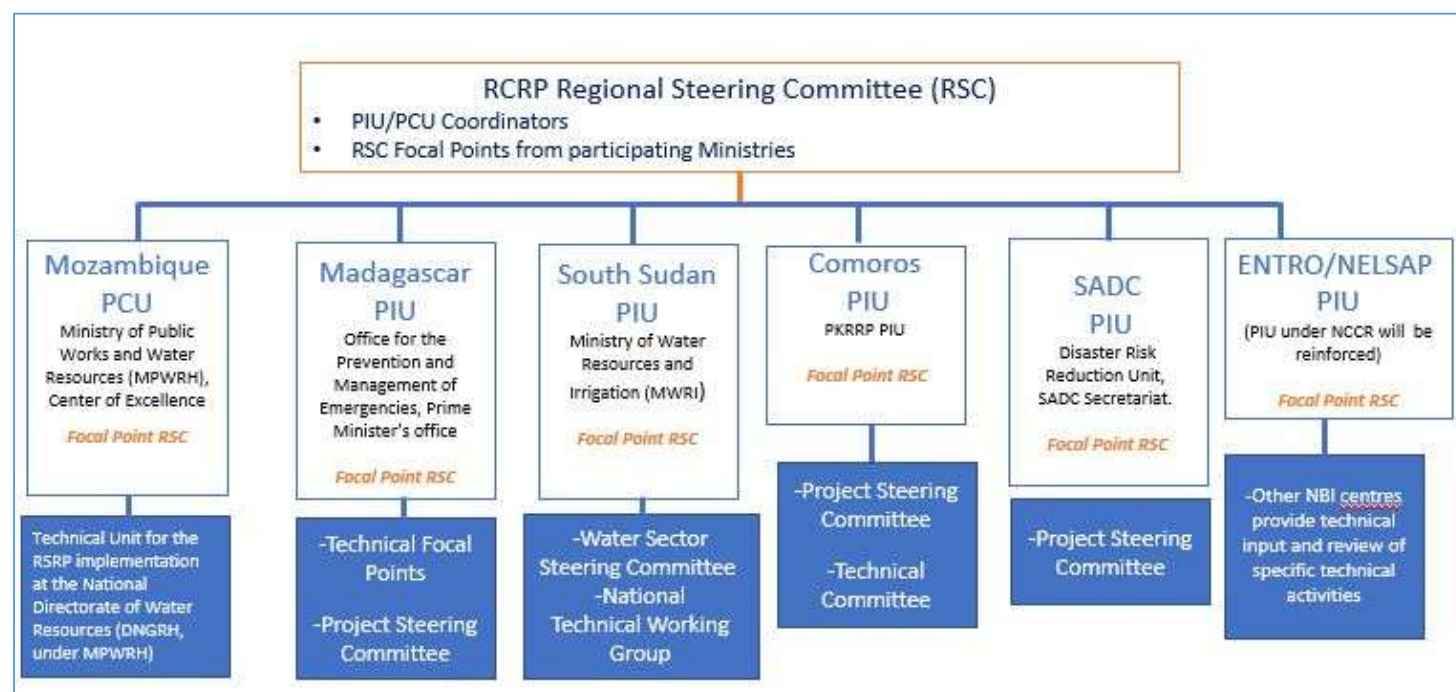 RCRP Regional Steering Committee (RSC)
• PIU/PCU Coordinators
• RSC Focal Points from participating Ministries
Mozambique
PCU
Ministry of Public
Works and Water
Resources (MPWRH),
Center of Excellence
Focal Point RSC
Madagascar
PIU
Office for the
Prevention and
Management of
Emergencies, Prime
Minister's office
Focal Point RSC
South Sudan
PIU
Ministry of Water
Resources and
Irrigation (MWRI)
Focal Point RSC
Comoros
PIU
PKRRP PIU
Focal Point RSC
SADC
PIU
Disaster Risk
Reduction Unit,
SADC Secretariat.
Focal Point RSC
ENTRO/NELSAP
PIU
(PIU under NCCR will be
reinforced)
Focal Point RSC
Technical Unit for the
RSRP implementation
at the National
Directorate of Water
Resources (DNGRH,
under MPWRH)
-Technical Focal
Points
-Project Steering
Committee
-Water Sector
Steering Committee
-National
Technical Working
Group
-Project Steering
Committee
-Technical
Committee
-Project Steering
Committee
-Other NBI centres
provide technical
input and review of
specific technical
activities